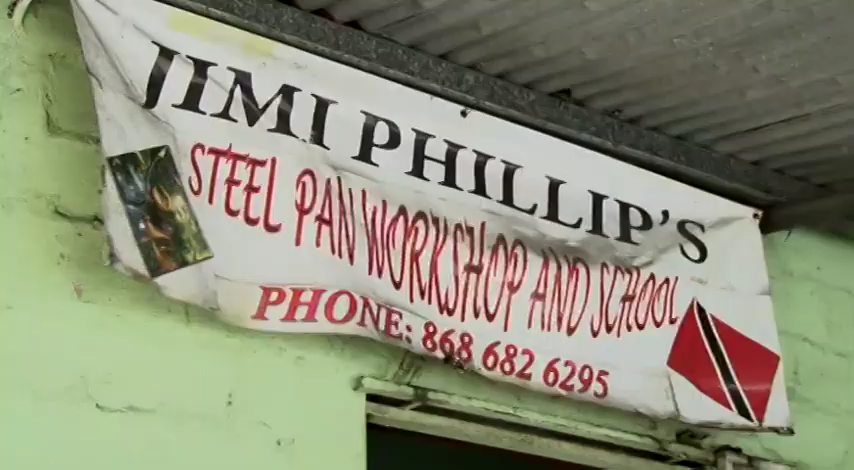 JIMI PHILLIP'S
STEEL PAN WORKSHOP AND SCHOOL
PHONE: 868 682 6295